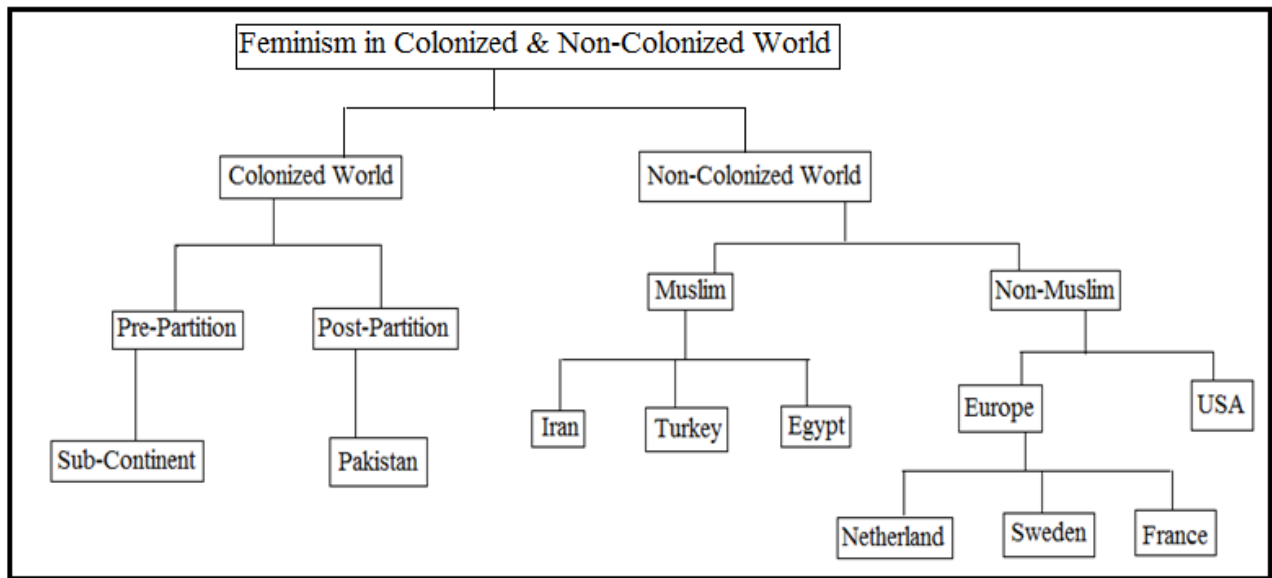 Feminism in Colonized & Non-Colonized World
Colonized World
Non-Colonized World
Muslim
Non-Muslim
Pre-Partition
Post-Partition
Europe
USA
Iran
Turkey
Egypt
Sub-Continent
Pakistan
Netherland
Sweden
France